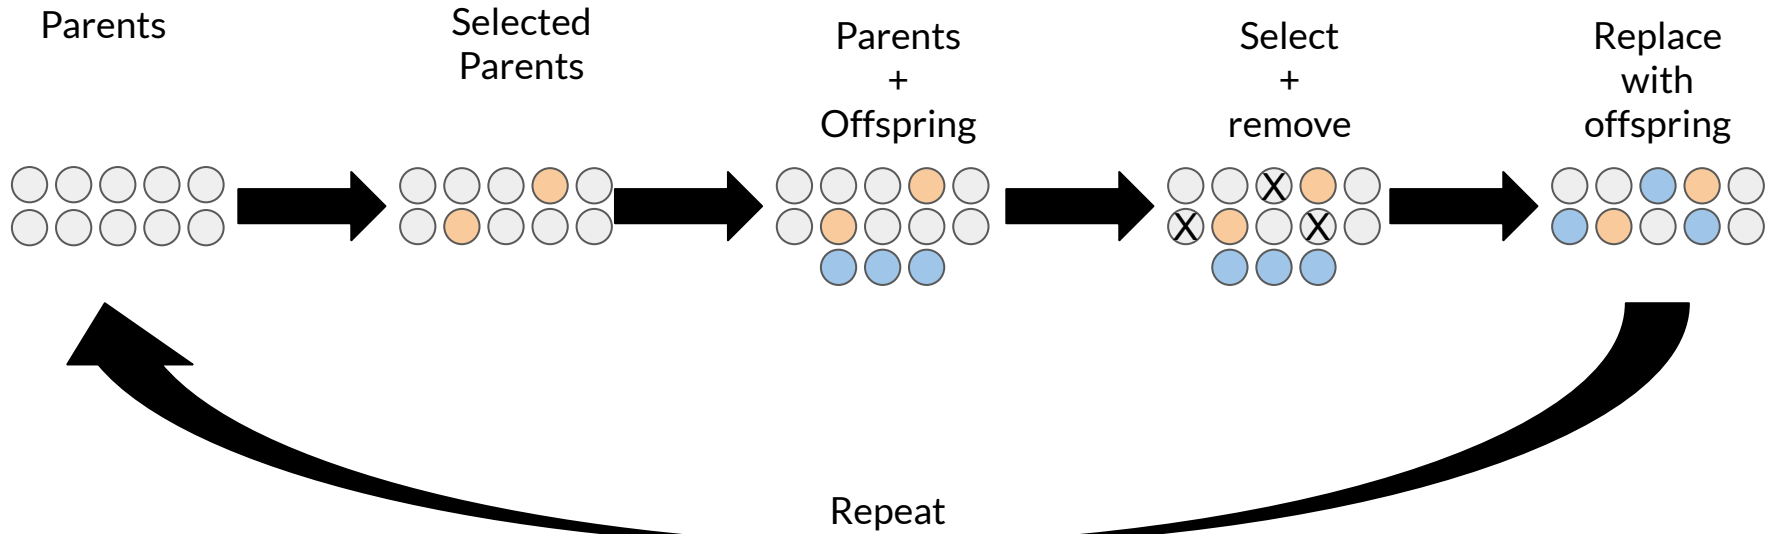 Parents
Selected
Parents
Parents
+
Offspring
Select
+
remove
Replace
with
offspring
X
X
X
Repeat